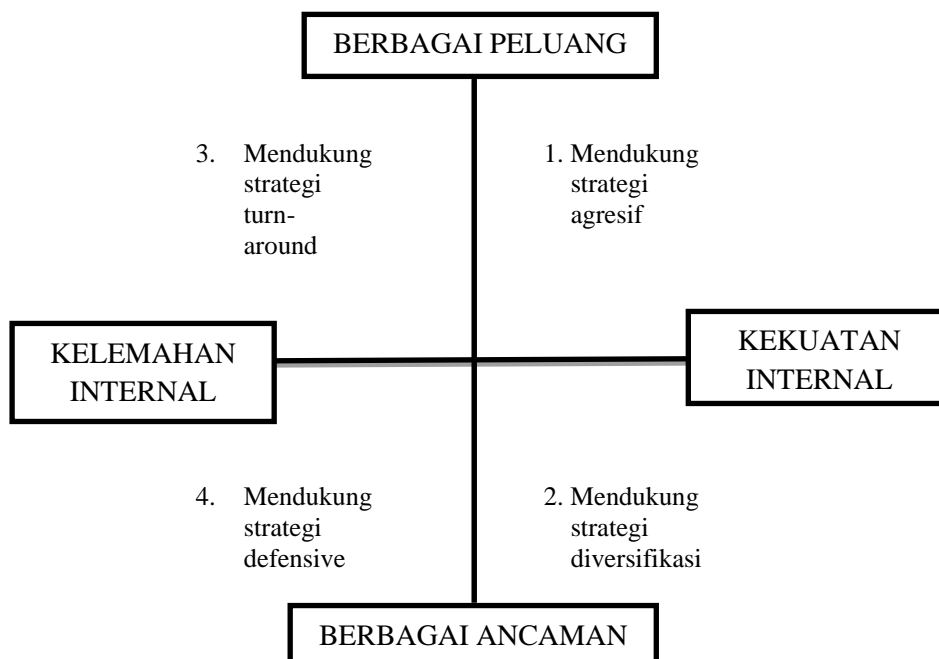 BERBAGAI PELUANG
3. Mendukung
strategi
turn-
around
1. Mendukung
strategi
agresif
KELEMAHAN
INTERNAL
KEKUATAN
INTERNAL
4. Mendukung
strategi
defensive
2. Mendukung
strategi
diversifikasi
BERBAGAI ANCAMAN